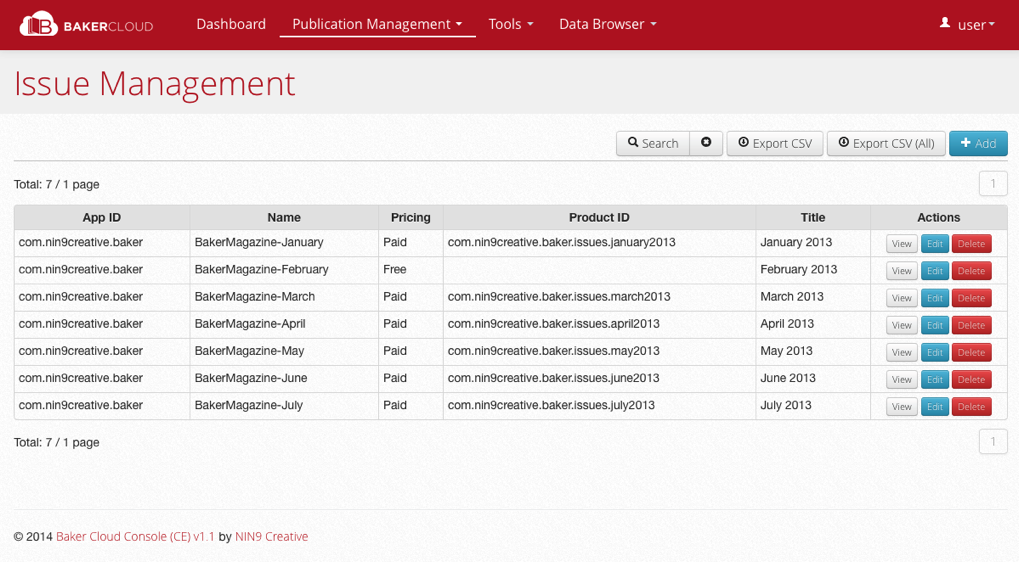 B BAKERCLOUD Dashboard Publication Management Tools Data Browser user
Issue Management
Search Export CSV Export CSV (All) Add
Total: 7 / 1 page 1
App ID Name Pricing Product ID Title Actions
com.nin9creative.baker BakerMagazine-January Paid com.nin9creative.baker.issues.january2013 January 2013 View Edit Delete
com.nin9creative.baker BakerMagazine-February Free February 2013 View Edit Delete
com.nin9creative.baker BakerMagazine-March Paid com.nin9creative.baker.issues.march2013 March 2013 View Edit Delete
com.nin9creative.baker BakerMagazine-April Paid com.nin9creative.baker.issues.april2013 April 2013 View Edit Delete
com.nin9creative.baker BakerMagazine-May Paid com.nin9creative.baker.issues.may2013 May 2013 View Edit Delete
com.nin9creative.baker BakerMagazine-June Paid com.nin9creative.baker.issues.june2013 June 2013 View Edit Delete
com.nin9creative.baker BakerMagazine-July Paid com.nin9creative.baker.issues.july2013 July 2013 View Edit Delete
Total: 7 / 1 page 1
© 2014 Baker Cloud Console (CE) v1.1 by NIN9 Creative